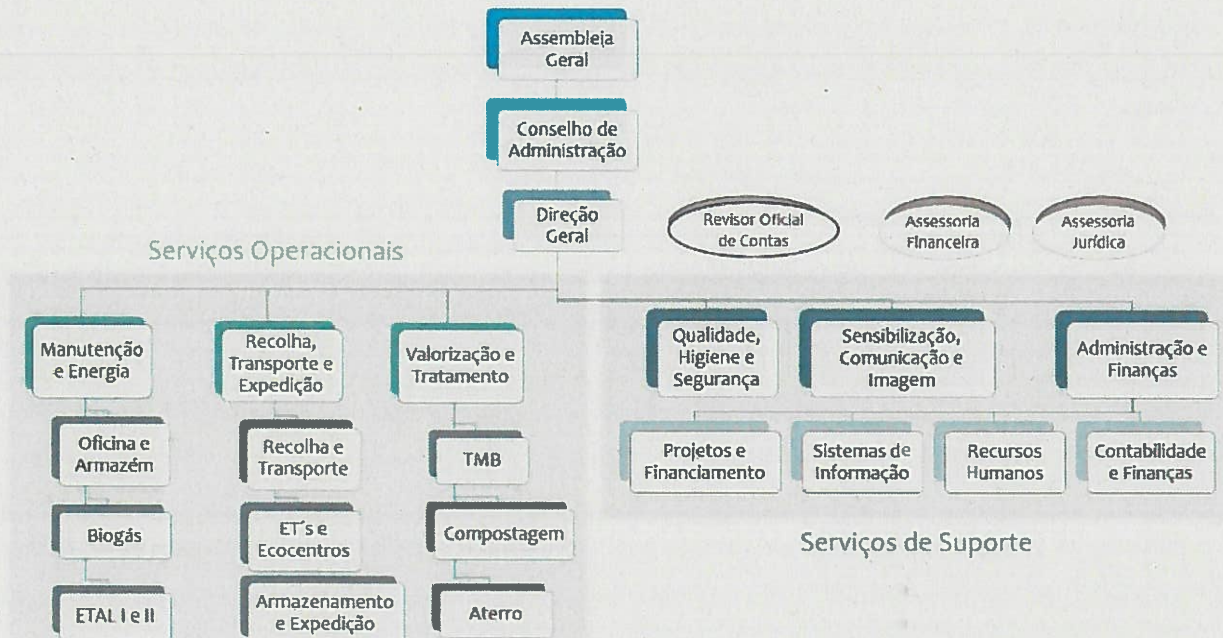 Assembleia
Geral
Conselho de
Administração
Direção
Geral
Revisor Oficial
de Contas
Assessoria
Financeira
Assessoria
Jurídica
Serviços Operacionais
Manutenção
e Energia
Recolha,
Transporte e
Expedição
Valorização e
Tratamento
Qualidade,
Higiene e
Segurança
Sensibilização,
Comunicação e
Imagem
Administração e
Finanças
Oficina e
Armazém
Recolha e
Transporte
TMB
Projetos e
Financiamento
Sistemas de
Informação
Recursos
Humanos
Contabilidade
e Finanças
Biogás
ET´s e
Ecocentros
Compostagem
Serviços de Suporte
ETAL I e II
Armazenamento
e Expedição
Aterro